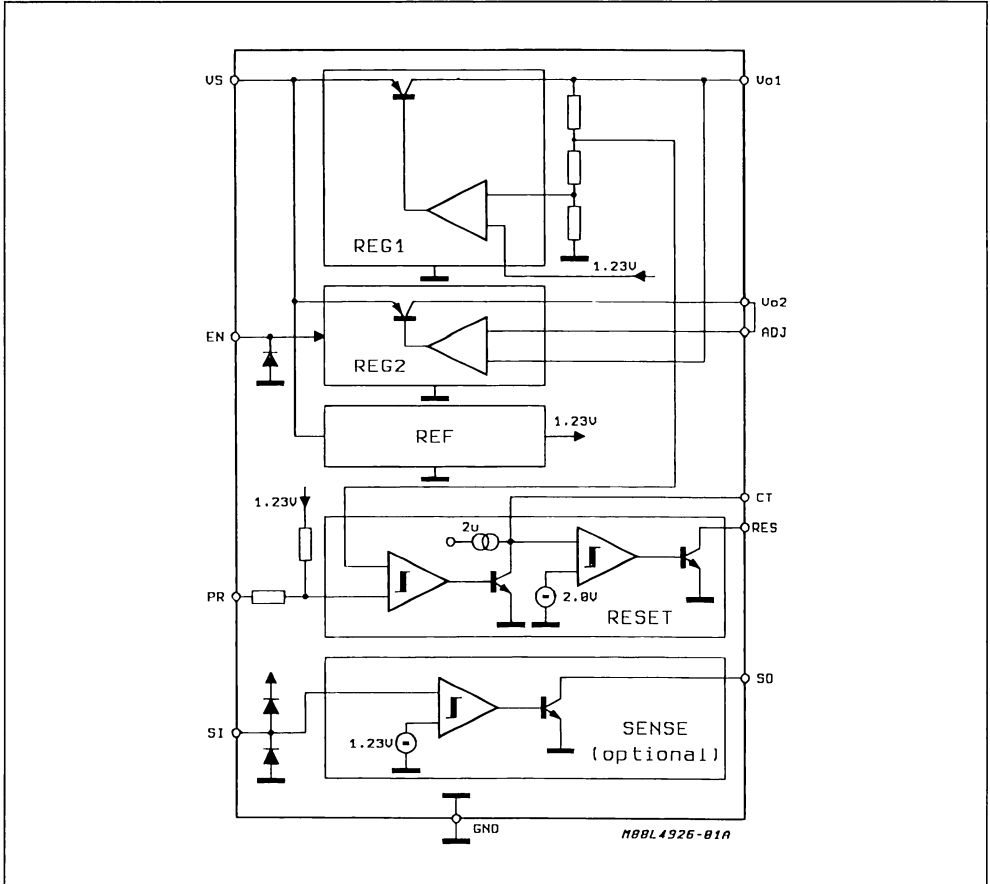 VS
Vo1
REG1
1.23V
Vo2
EN
ADJ
REG2
REF
1.23V
CT
1.23V
2u
RES
PR
2.0V
RESET
SO
SI
1.23V
SENSE
(optional)
GND
M88L4926-01A